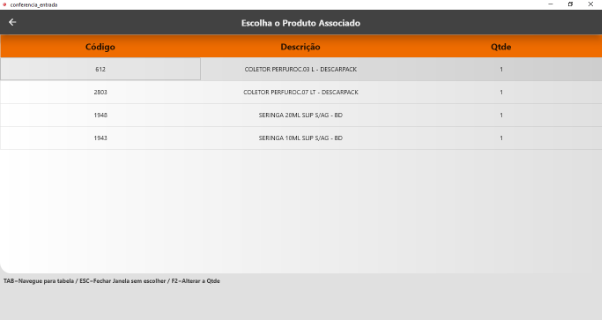 conferencia_entrada
Escolha o Produto Associado
Código Descrição Qtde
612 COLETOR PERFUROC.03 L - DESCARPACK 1
2803 COLETOR PERFUROC.07 LT - DESCARPACK 1
1948 SERINGA 20ML SLIP S/AG - BD 1
1943 SERINGA 10ML SLIP S/AG - BD 1
TAB=Navegue para tabela / ESC=Fechar Janela sem escolher / F2=Alterar a Qtde